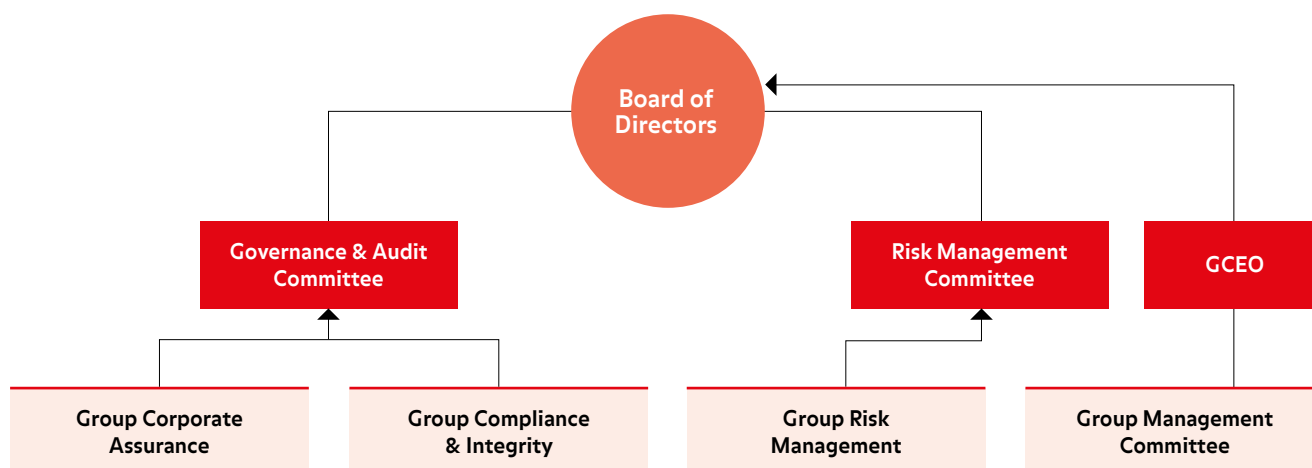 Board of
Directors
Governance & Audit
Committee
Risk Management
Committee
GCEO
Group Corporate
Assurance
Group Compliance
& Integrity
Group Risk
Management
Group Management
Committee